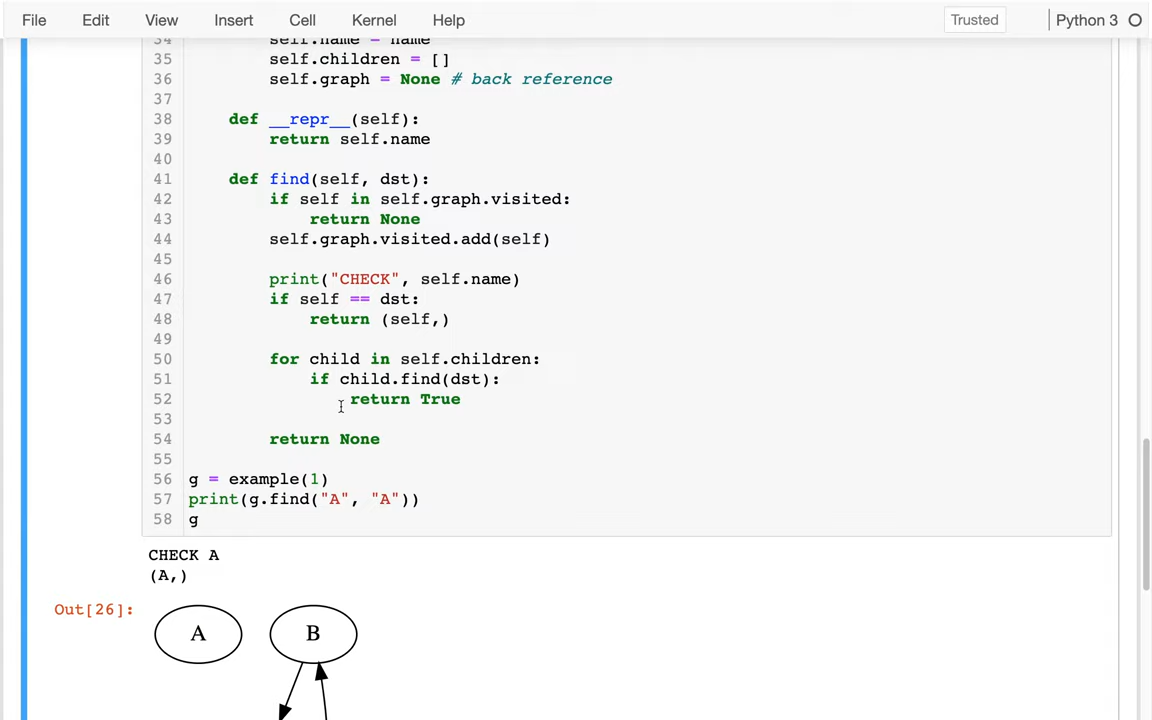 File Edit View Insert Cell Kernel Help Trusted Python 3
34 self.name = name
35 self.children = []
36 self.graph = None # back reference
37
38 def __repr__(self):
39 return self.name
40
41 def find(self, dst):
42 if self in self.graph.visited:
43 return None
44 self.graph.visited.add(self)
45
46 print("CHECK", self.name)
47 if self == dst:
48 return (self,)
49
50 for child in self.children:
51 if child.find(dst):
52 return True
53
54 return None
55
56 g = example(1)
57 print(g.find("A", "A"))
58 g
CHECK A
(A,)
Out[26]:
A B